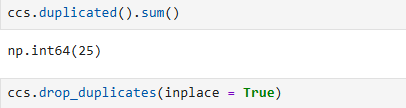 ccs.duplicated().sum()
np.int64(25)
ccs.drop_duplicates(inplace = True)